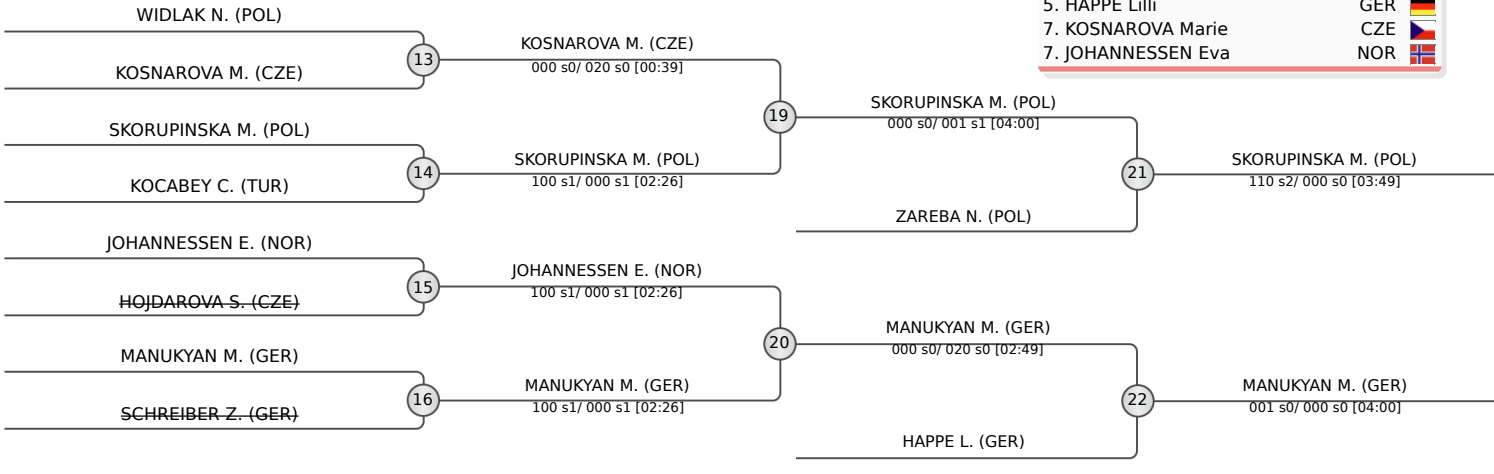 WIDLAK N. (POL)
13
KOSNAROVA M. (CZE)
KOSNAROVA M. (CZE)
000 s0/ 020 s0 [00:39]
SKORUPINSKA M. (POL)
14
KOCABEY C. (TUR)
SKORUPINSKA M. (POL)
100 s1/ 000 s1 [02:26]
19
SKORUPINSKA M. (POL)
000 s0/ 001 s1 [04:00]
ZAREBA N. (POL)
21
SKORUPINSKA M. (POL)
110 s2/ 000 s0 [03:49]
JOHANNESSEN E. (NOR)
15
HOJDAROVA S. (CZE)
JOHANNESSEN E. (NOR)
100 s1/ 000 s1 [02:26]
MANUKYAN M. (GER)
16
SCHREIBER Z. (GER)
MANUKYAN M. (GER)
100 s1/ 000 s1 [02:26]
20
MANUKYAN M. (GER)
000 s0/ 020 s0 [02:49]
HAPPE L. (GER)
22
MANUKYAN M. (GER)
001 s0/ 000 s0 [04:00]
5. HAPPE Lilli GER
7. KOSNAROVA Marie CZE
7. JOHANNESSEN Eva NOR